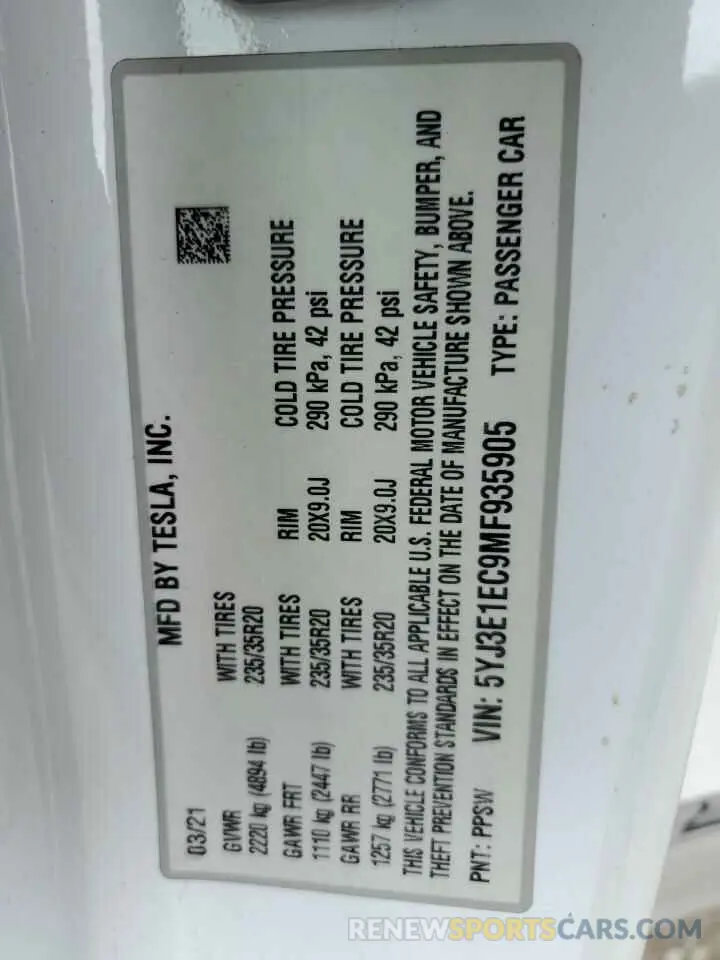 MFD BY TESLA, INC.
03/21
GVWR WITH TIRES
2220 kg (4894 lb) 235/35R20
GAWR FRT WITH TIRES RIM COLD TIRE PRESSURE
1110 kg (2447 lb) 235/35R20 20X9.0J 290 kPa, 42 psi
GAWR RR WITH TIRES RIM COLD TIRE PRESSURE
1257 kg (2771 lb) 235/35R20 20X9.0J 290 kPa, 42 psi
THIS VEHICLE CONFORMS TO ALL APPLICABLE U.S. FEDERAL MOTOR VEHICLE SAFETY, BUMPER, AND
THEFT PREVENTION STANDARDS IN EFFECT ON THE DATE OF MANUFACTURE SHOWN ABOVE.
PNT: PPSW VIN: 5YJ3E1EC9MF935905 TYPE: PASSENGER CAR
RENEWSPORTSCARS.COM